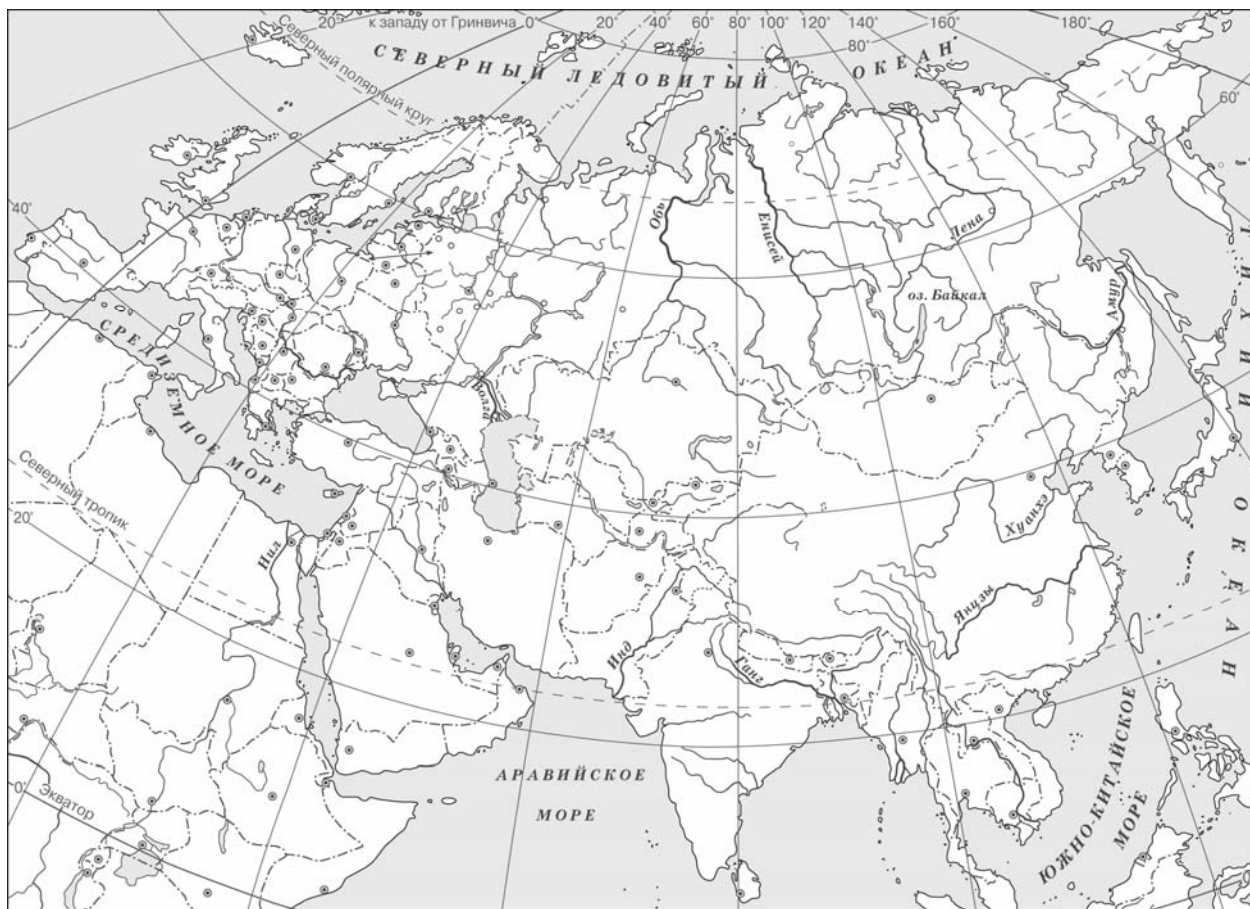 20° к западу от Гринвича 0° 20° 40° 60° 80° 100° 120° 140° 160° 180°
80°
60°
СЕВЕРНЫЙ ЛЕДОВИТЫЙ ОКЕАН
Северный полярный круг
40°
Обь
Енисей
Лена
оз. Байкал
Амур
ТИХИЙ ОКЕАН
СРЕДИЗЕМНОЕ МОРЕ
Волга
Северный тропик
20°
Нил
Хуанхэ
Янцзы
Инд
Ганг
АРАВИЙСКОЕ
МОРЕ
ЮЖНО-КИТАЙСКОЕ
МОРЕ
Экватор
0°